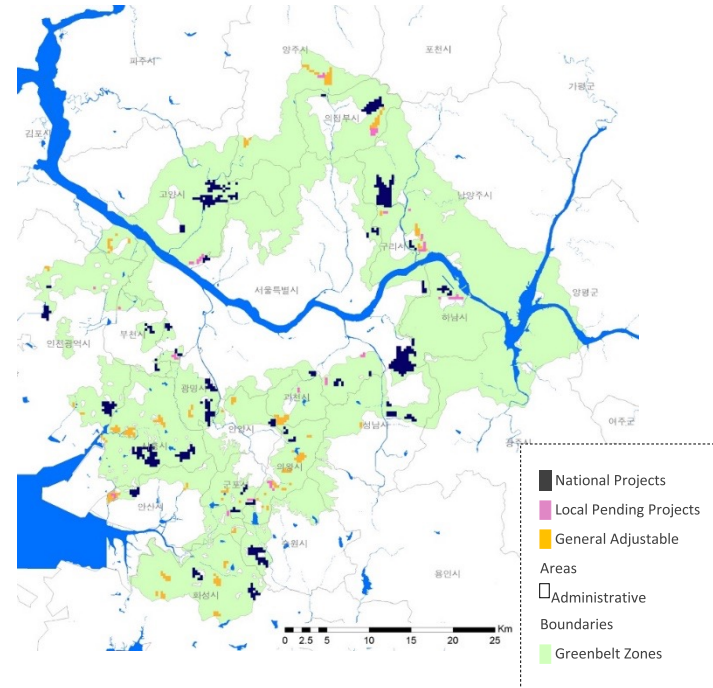 양주시
포천시
파주시
가평군
의정부시
김포시
고양시
남양주시
구리시
서울특별시
양평군
하남시
부천시
인천광역시
광명시
과천시
여주군
안양시
성남시
광주시
시흥시
의왕시
군포시
안산시
수원시
용인시
화성시
National Projects
Local Pending Projects
General Adjustable
Areas
Administrative
Boundaries
Greenbelt Zones
Km
0 2.5 5 10 15 20 25